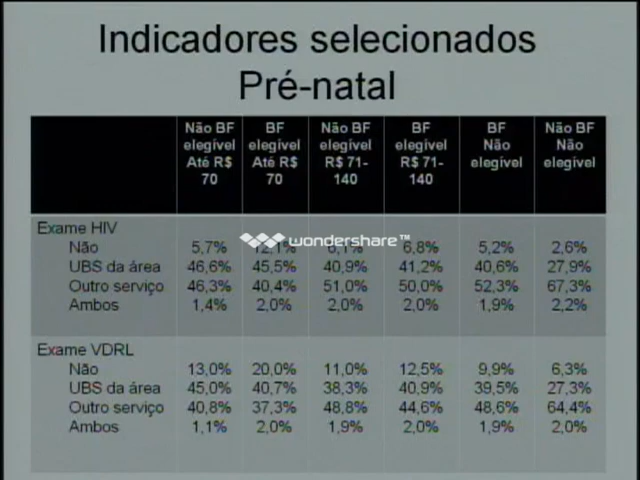 Indicadores selecionados
Pré-natal
Não BF elegível Até R$ 70 | BF elegível Até R$ 70 | Não BF elegível R$ 71-140 | BF elegível R$ 71-140 | BF Não elegível | Não BF Não elegível
Exame HIV
Não 5,7% 12,1% 6,1% 6,8% 5,2% 2,6%
wondershare™
UBS da área 46,6% 45,5% 40,9% 41,2% 40,6% 27,9%
Outro serviço 46,3% 40,4% 51,0% 50,0% 52,3% 67,3%
Ambos 1,4% 2,0% 2,0% 2,0% 1,9% 2,2%
Exame VDRL
Não 13,0% 20,0% 11,0% 12,5% 9,9% 6,3%
UBS da área 45,0% 40,7% 38,3% 40,9% 39,5% 27,3%
Outro serviço 40,8% 37,3% 48,8% 44,6% 48,6% 64,4%
Ambos 1,1% 2,0% 1,9% 2,0% 1,9% 2,0%